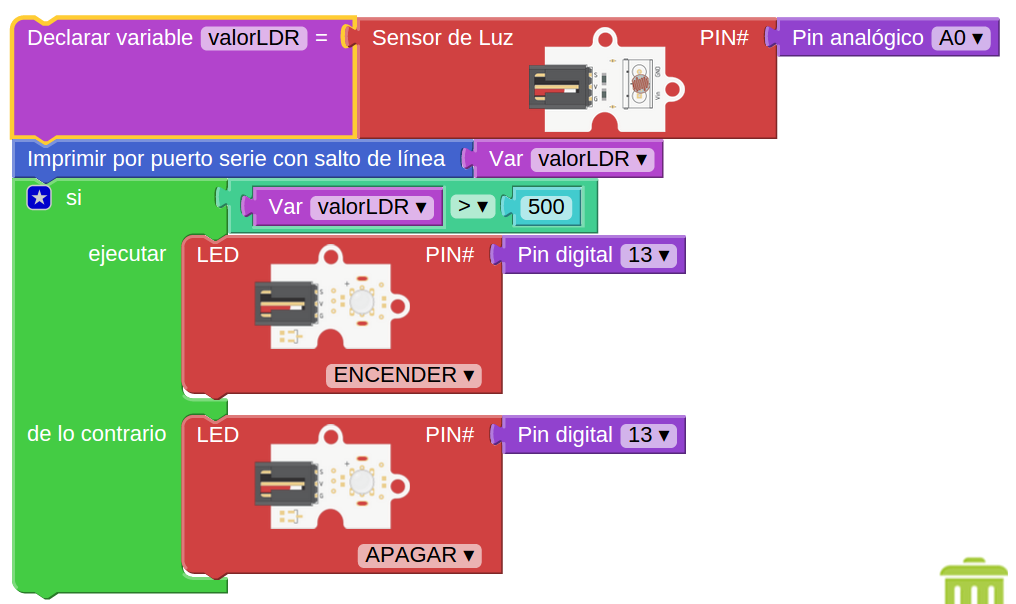 Declarar variable valorLDR = Sensor de Luz PIN# Pin analógico A0 ▾
Imprimir por puerto serie con salto de línea Var valorLDR ▾
si Var valorLDR ▾ > ▾ 500
ejecutar LED PIN# Pin digital 13 ▾
ENCENDER ▾
de lo contrario LED PIN# Pin digital 13 ▾
APAGAR ▾